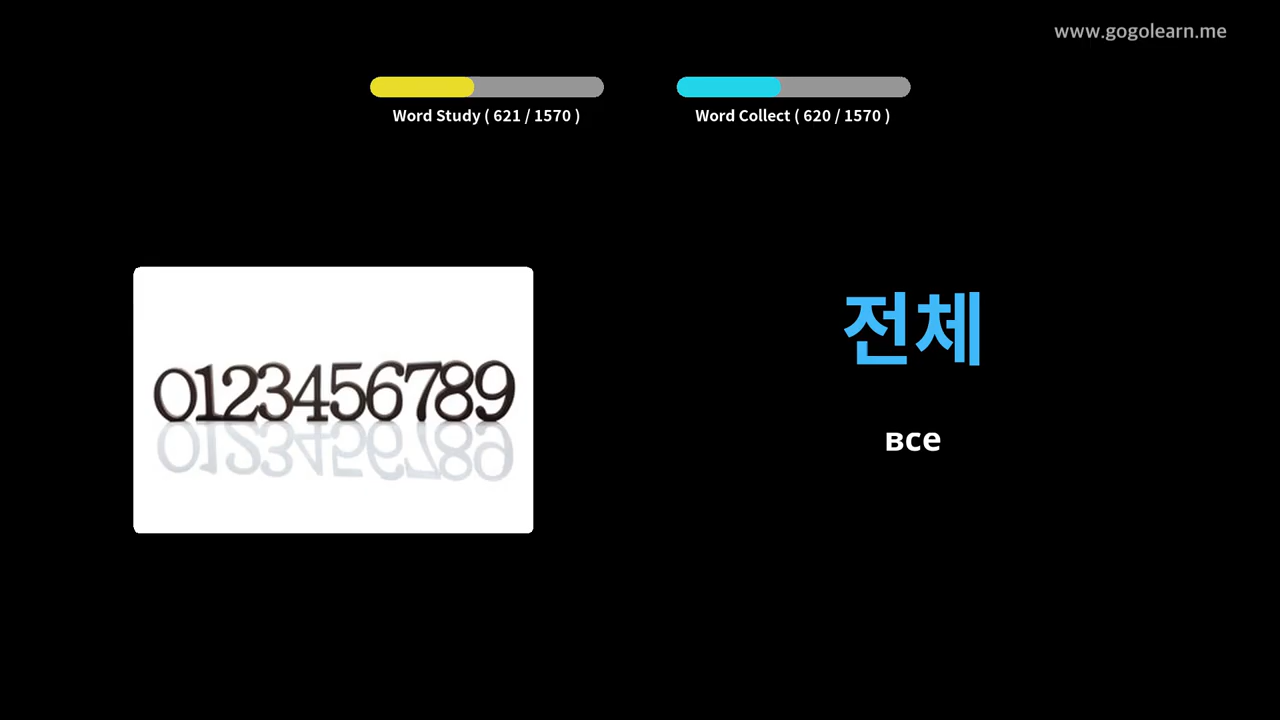 www.gogolearn.me
Word Study ( 621 / 1570 )
Word Collect ( 620 / 1570 )
0123456789
전체
все